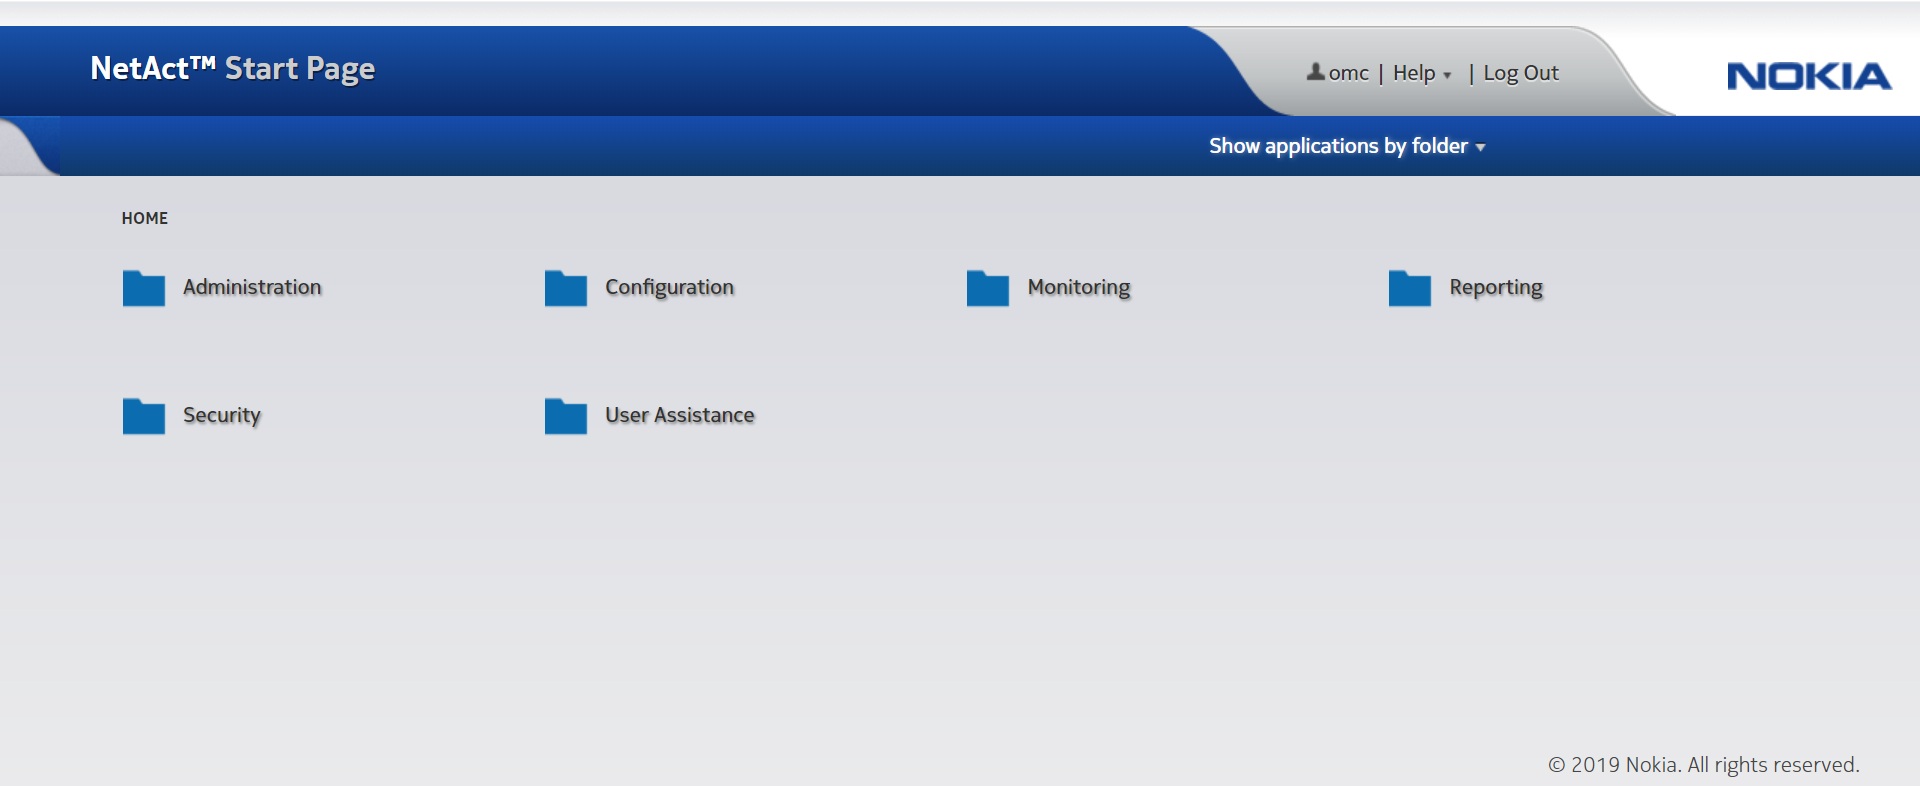 NetAct™ Start Page
omc | Help | Log Out
NOKIA
Show applications by folder
HOME
Administration
Configuration
Monitoring
Reporting
Security
User Assistance
© 2019 Nokia. All rights reserved.